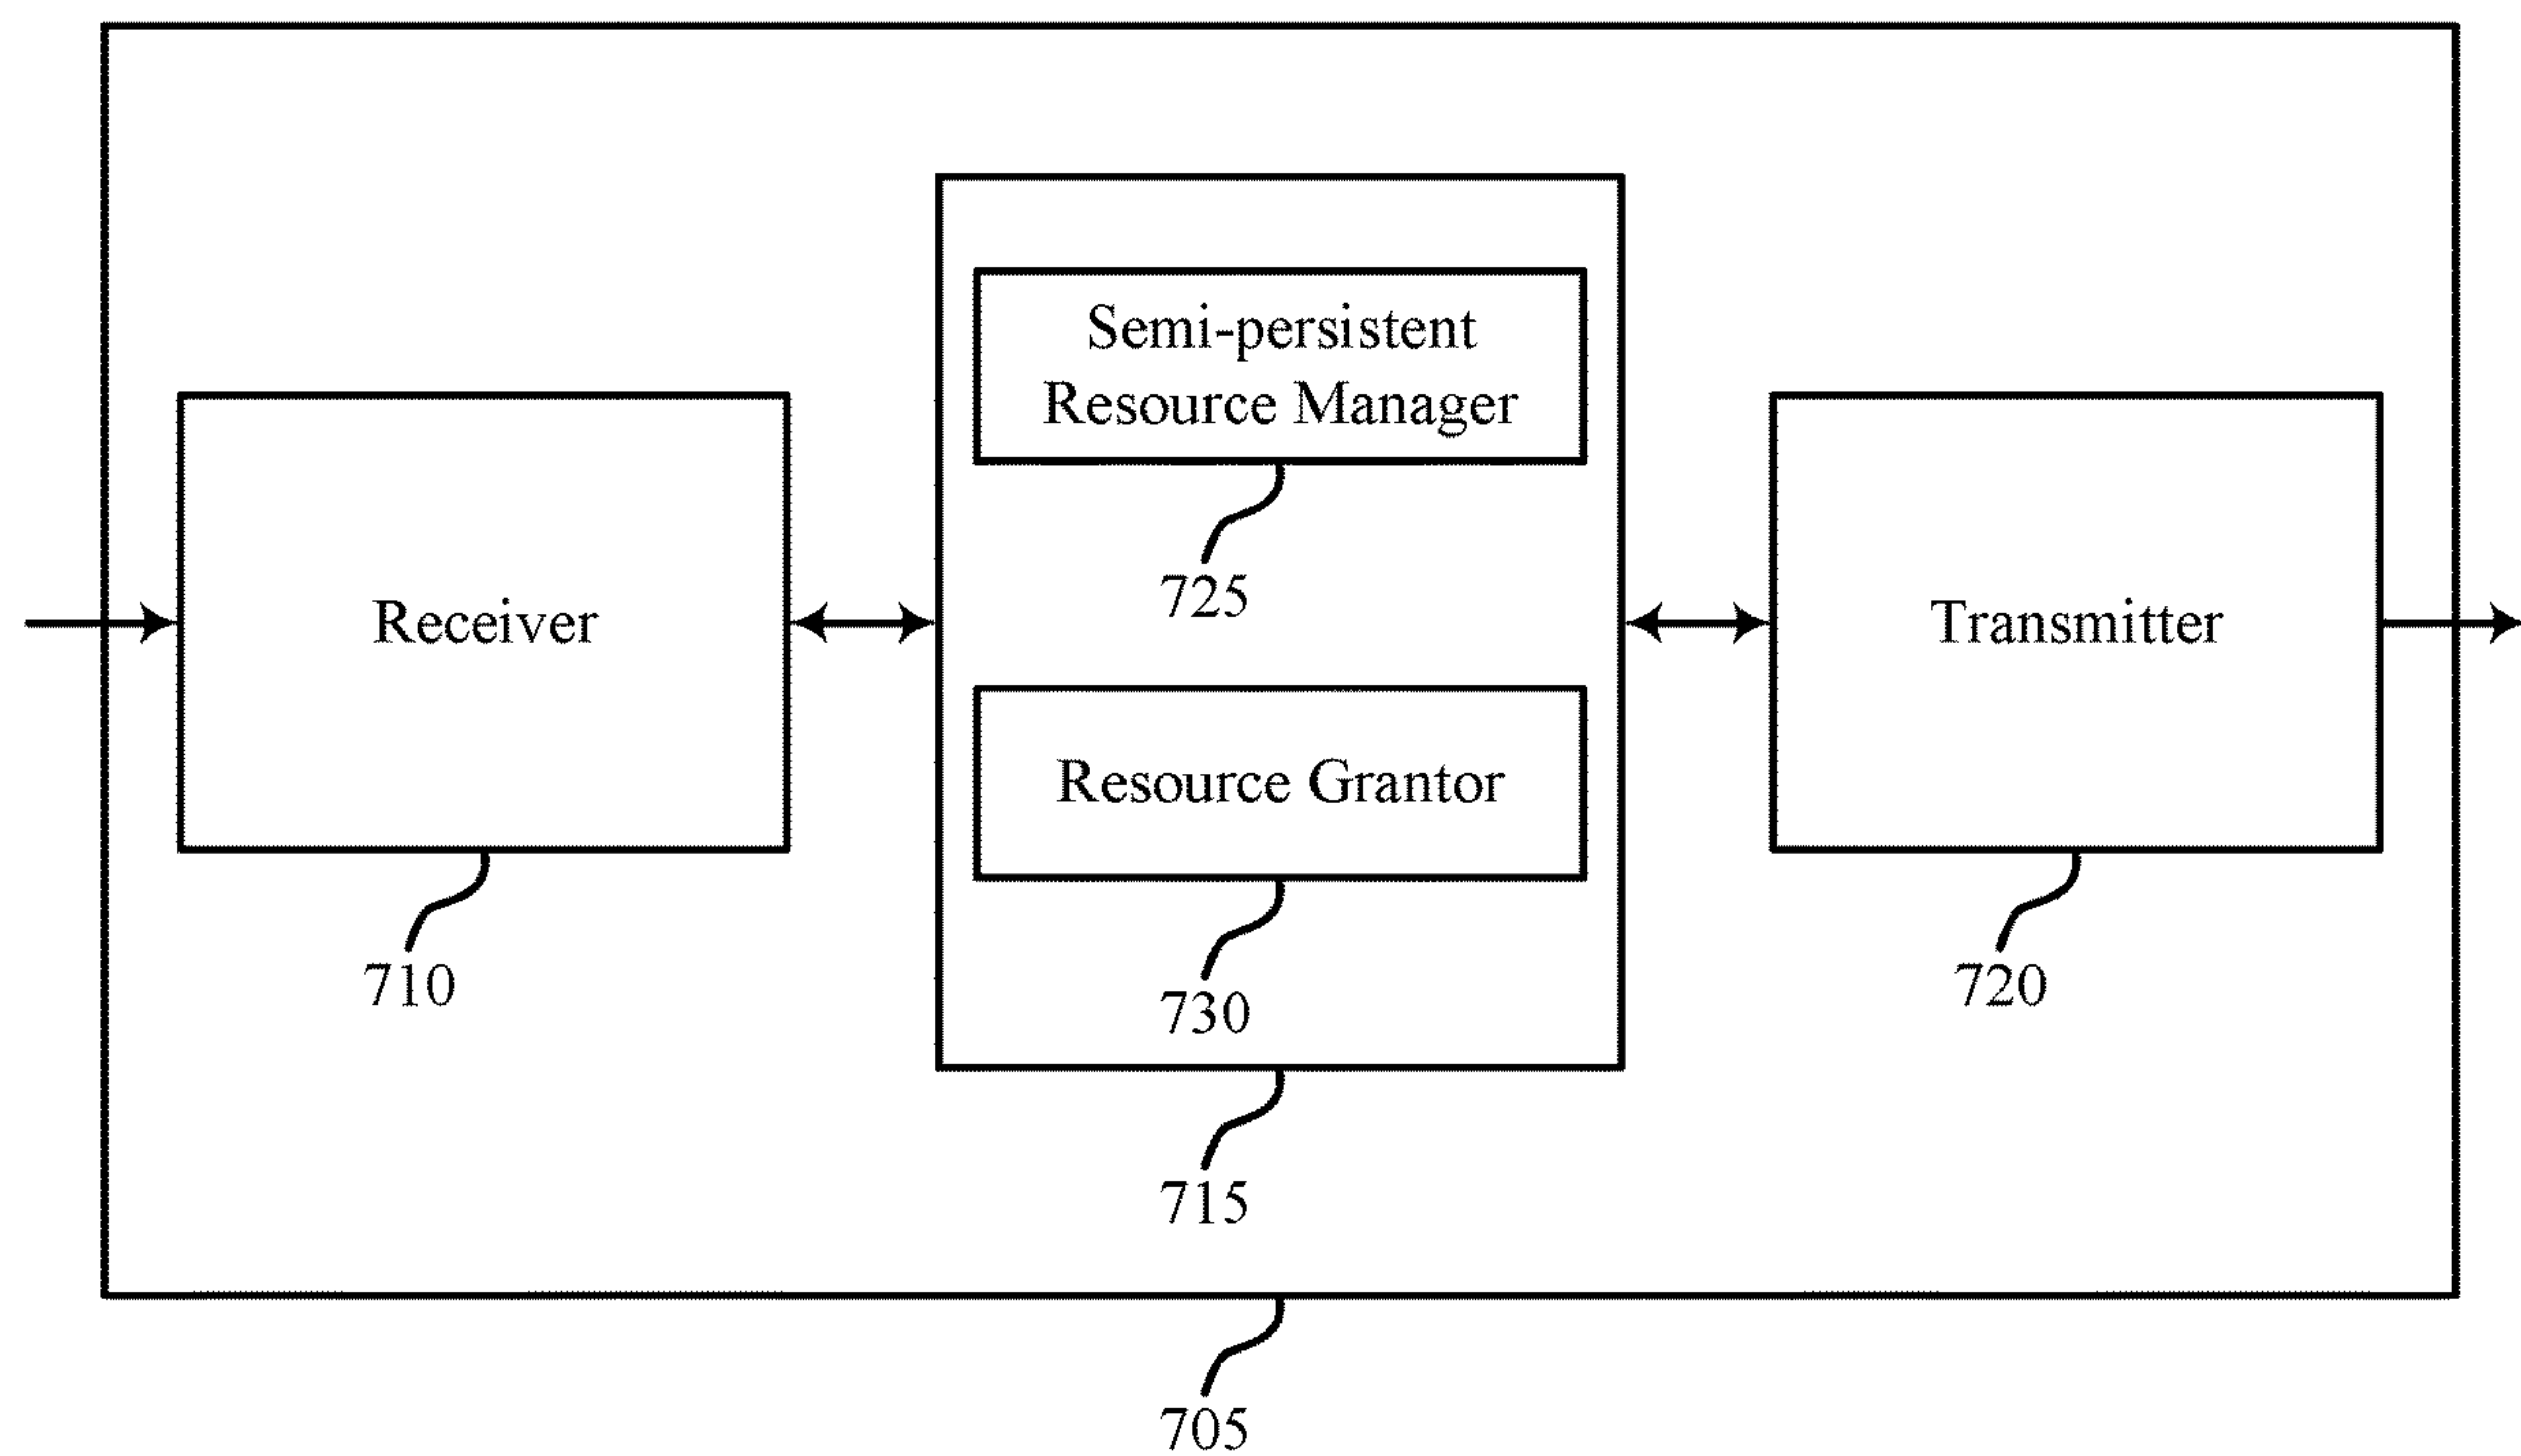 Semi-persistent
Resource Manager
725
Receiver
Transmitter
Resource Grantor
710
730
720
715
705